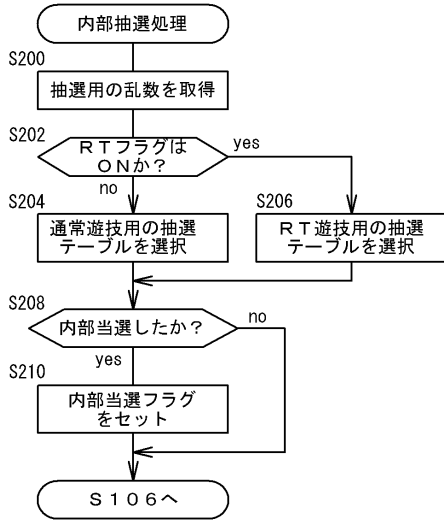 内部抽選処理
S200
抽選用の乱数を取得
S202
ＲＴフラグは
ＯＮか？
yes
no
S204
通常遊技用の抽選
テーブルを選択
S206
ＲＴ遊技用の抽選
テーブルを選択
S208
内部当選したか？
no
yes
S210
内部当選フラグ
をセット
Ｓ１０６へ